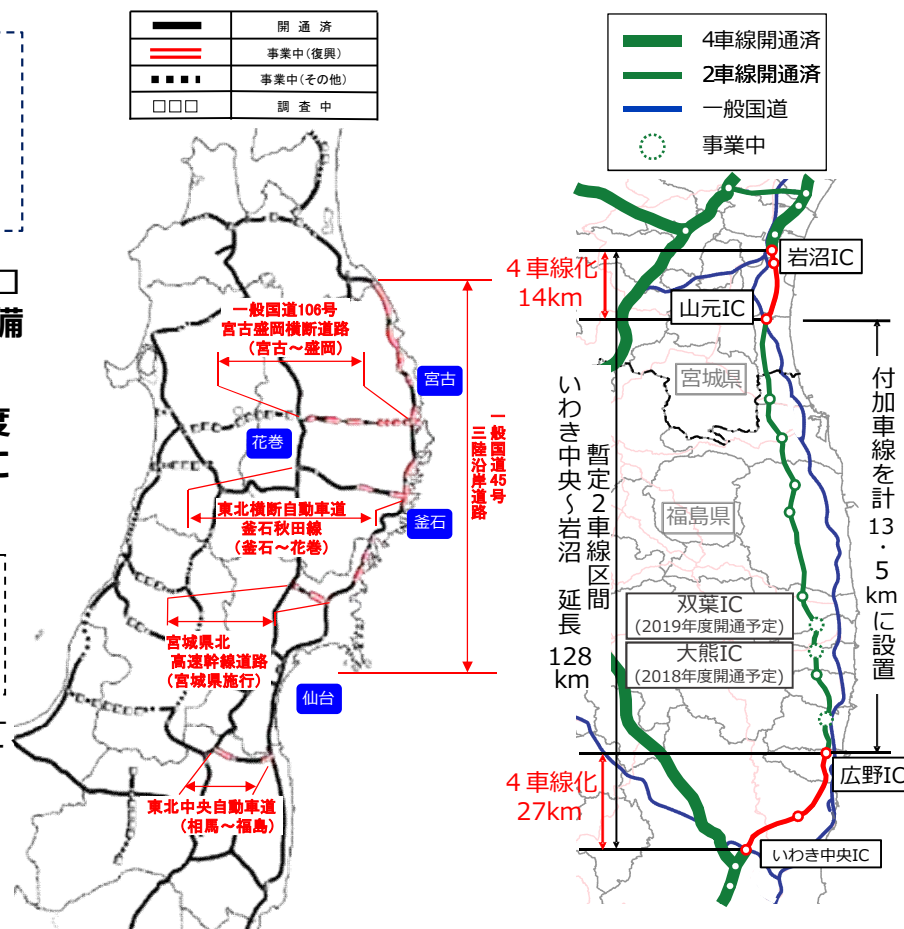 開通済
事業中(復興)
事業中(その他)
調査中
備
度
一般国道106号
宮古盛岡横断道路
(宮古～盛岡)
宮古
花巻
一般国道45号
三陸沿岸道路
東北横断自動車道
釜石秋田線
(釜石～花巻)
釜石
宮城県北
高速幹線道路
(宮城県施行)
仙台
東北中央自動車道
(相馬～福島)
4車線開通済
2車線開通済
一般国道
事業中
4車線化
14km
岩沼IC
山元IC
宮城県
福島県
暫定2車線区間
いわき中央～岩沼 延長128km
付加車線を計13・5kmに設置
双葉IC
(2019年度開通予定)
大熊IC
(2018年度開通予定)
4車線化
27km
広野IC
いわき中央IC